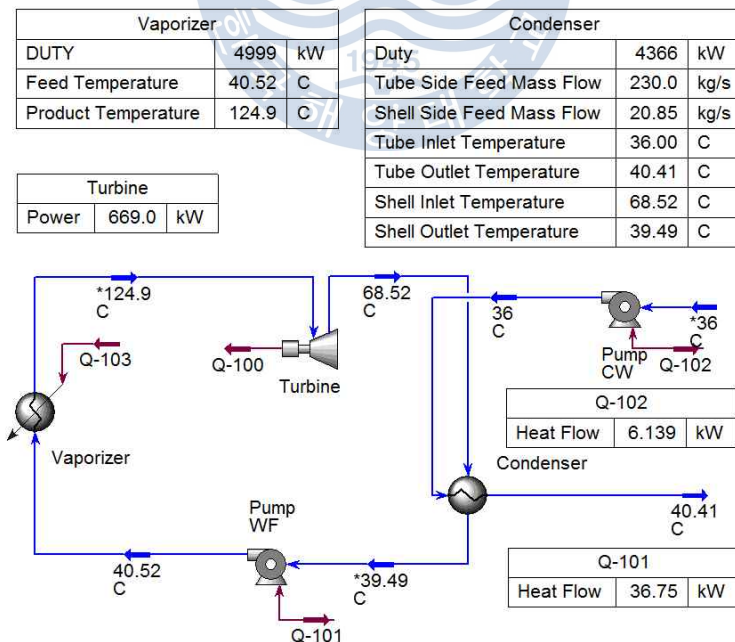 Vaporizer
DUTY 4999 kW
Feed Temperature 40.52 C
Product Temperature 124.9 C
Condenser
Duty 4366 kW
Tube Side Feed Mass Flow 230.0 kg/s
Shell Side Feed Mass Flow 20.85 kg/s
Tube Inlet Temperature 36.00 C
Tube Outlet Temperature 40.41 C
Shell Inlet Temperature 68.52 C
Shell Outlet Temperature 39.49 C
1945
Turbine
Power 669.0 kW
*124.9
C
68.52
C
36
C
*36
C
Q-103
Q-100
Turbine
Pump
CW
Q-102
Q-102
Heat Flow 6.139 kW
Vaporizer
Condenser
Pump
WF
40.41
C
40.52
C
*39.49
C
Q-101
Q-101
Heat Flow 36.75 kW